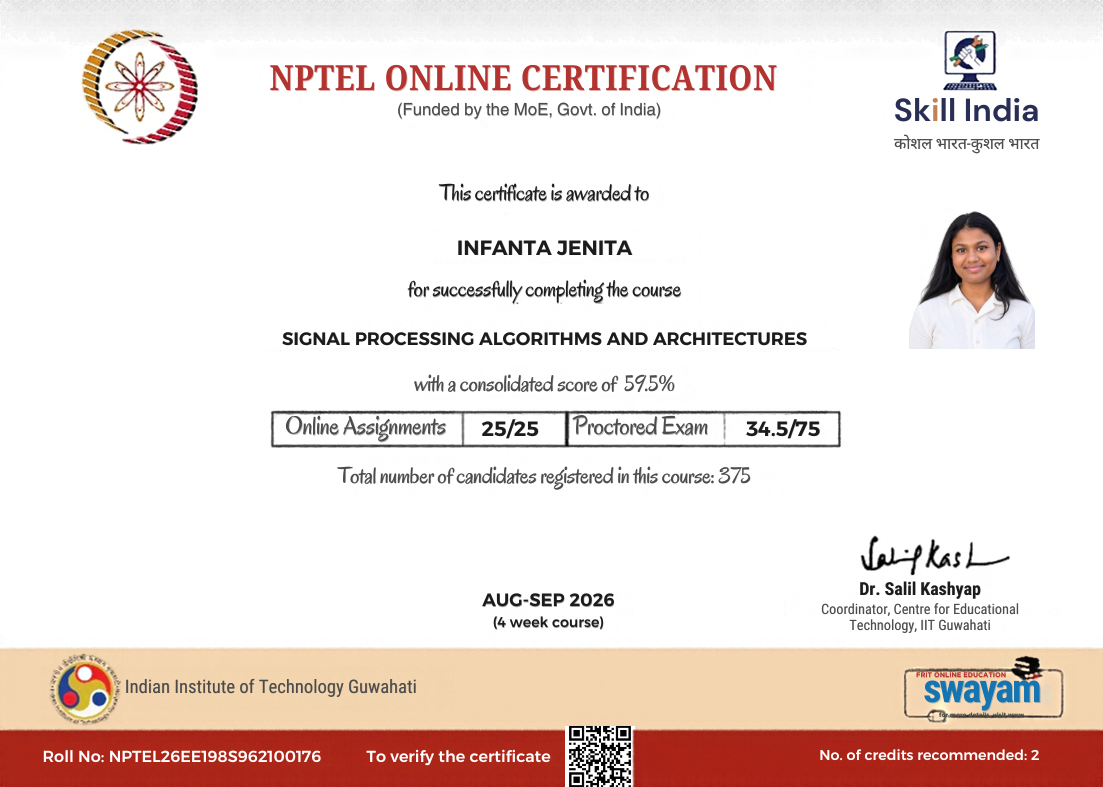 NPTEL ONLINE CERTIFICATION
(Funded by the MoE, Govt. of India)
Skill India
कोशल भारत-कुशल भारत
This certificate is awarded to
INFANTA JENITA
for successfully completing the course
SIGNAL PROCESSING ALGORITHMS AND ARCHITECTURES
with a consolidated score of 59.5%
Online Assignments 25/25 Proctored Exam 34.5/75
Total number of candidates registered in this course: 375
AUG-SEP 2026
(4 week course)
Dr. Salil Kashyap
Coordinator, Centre for Educational
Technology, IIT Guwahati
Indian Institute of Technology Guwahati
FRIT ONLINE EDUCATION
swayam
Roll No: NPTEL26EE198S962100176
To verify the certificate
No. of credits recommended: 2